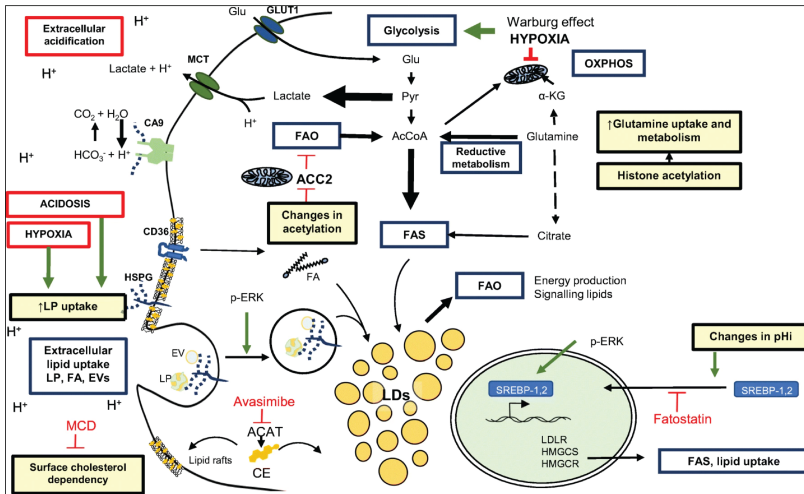 Extracellular
acidification
H⁺
H⁺
H⁺
Glu
GLUT1
MCT
Lactate + H⁺
Lactate
H⁺
CO₂ + H₂O
HCO₃⁻ + H⁺
CA9
Glycolysis
Glu
Pyr
AcCoA
Warburg effect
HYPOXIA
OXPHOS
α-KG
Glutamine
Reductive
metabolism
Citrate
↑Glutamine uptake and
metabolism
Histone acetylation
FAO
ACC2
Changes in
acetylation
FAS
FA
H⁺
ACIDOSIS
HYPOXIA
CD36
HSPG
↑LP uptake
H⁺
Extracellular
lipid uptake
LP, FA, EVs
H⁺
H⁺
EV
LP
p-ERK
FAO
Energy production
Signalling lipids
LDs
MCD
Surface cholesterol
dependency
Avasimibe
ACAT
CE
Lipid rafts
p-ERK
Changes in pHi
SREBP-1,2
SREBP-1,2
Fatostatin
LDLR
HMGCS
HMGCR
FAS, lipid uptake